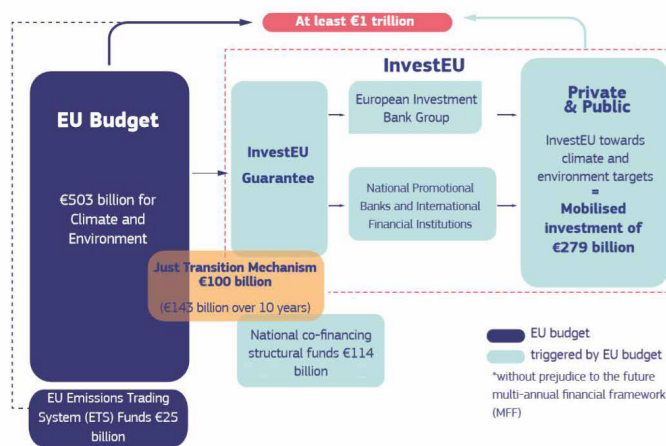 At least €1 trillion
InvestEU
EU Budget
€503 billion for
Climate and
Environment
InvestEU
Guarantee
European Investment
Bank Group
National Promotional
Banks and International
Financial Institutions
Private
& Public
InvestEU towards
climate and
environment targets
=
Mobilised
investment of
€279 billion
Just Transition Mechanism
€100 billion
(€143 billion over 10 years)
National co-financing
structural funds €114
billion
EU Emissions Trading
System (ETS) Funds €25
billion
EU budget
triggered by EU budget
*without prejudice to the future
multi-annual financial framework
(MFF)